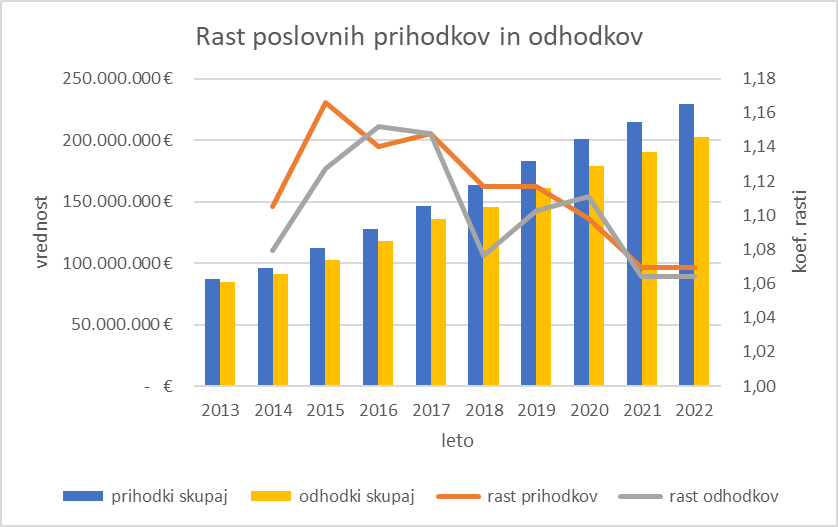 Rast poslovnih prihodkov in odhodkov
250.000.000 €
200.000.000 €
150.000.000 €
100.000.000 €
50.000.000 €
- €
vrednost
1,18
1,16
1,14
1,12
1,10
1,08
1,06
1,04
1,02
1,00
koef. rasti
2013 2014 2015 2016 2017 2018 2019 2020 2021 2022
leto
prihodki skupaj odhodki skupaj rast prihodkov rast odhodkov